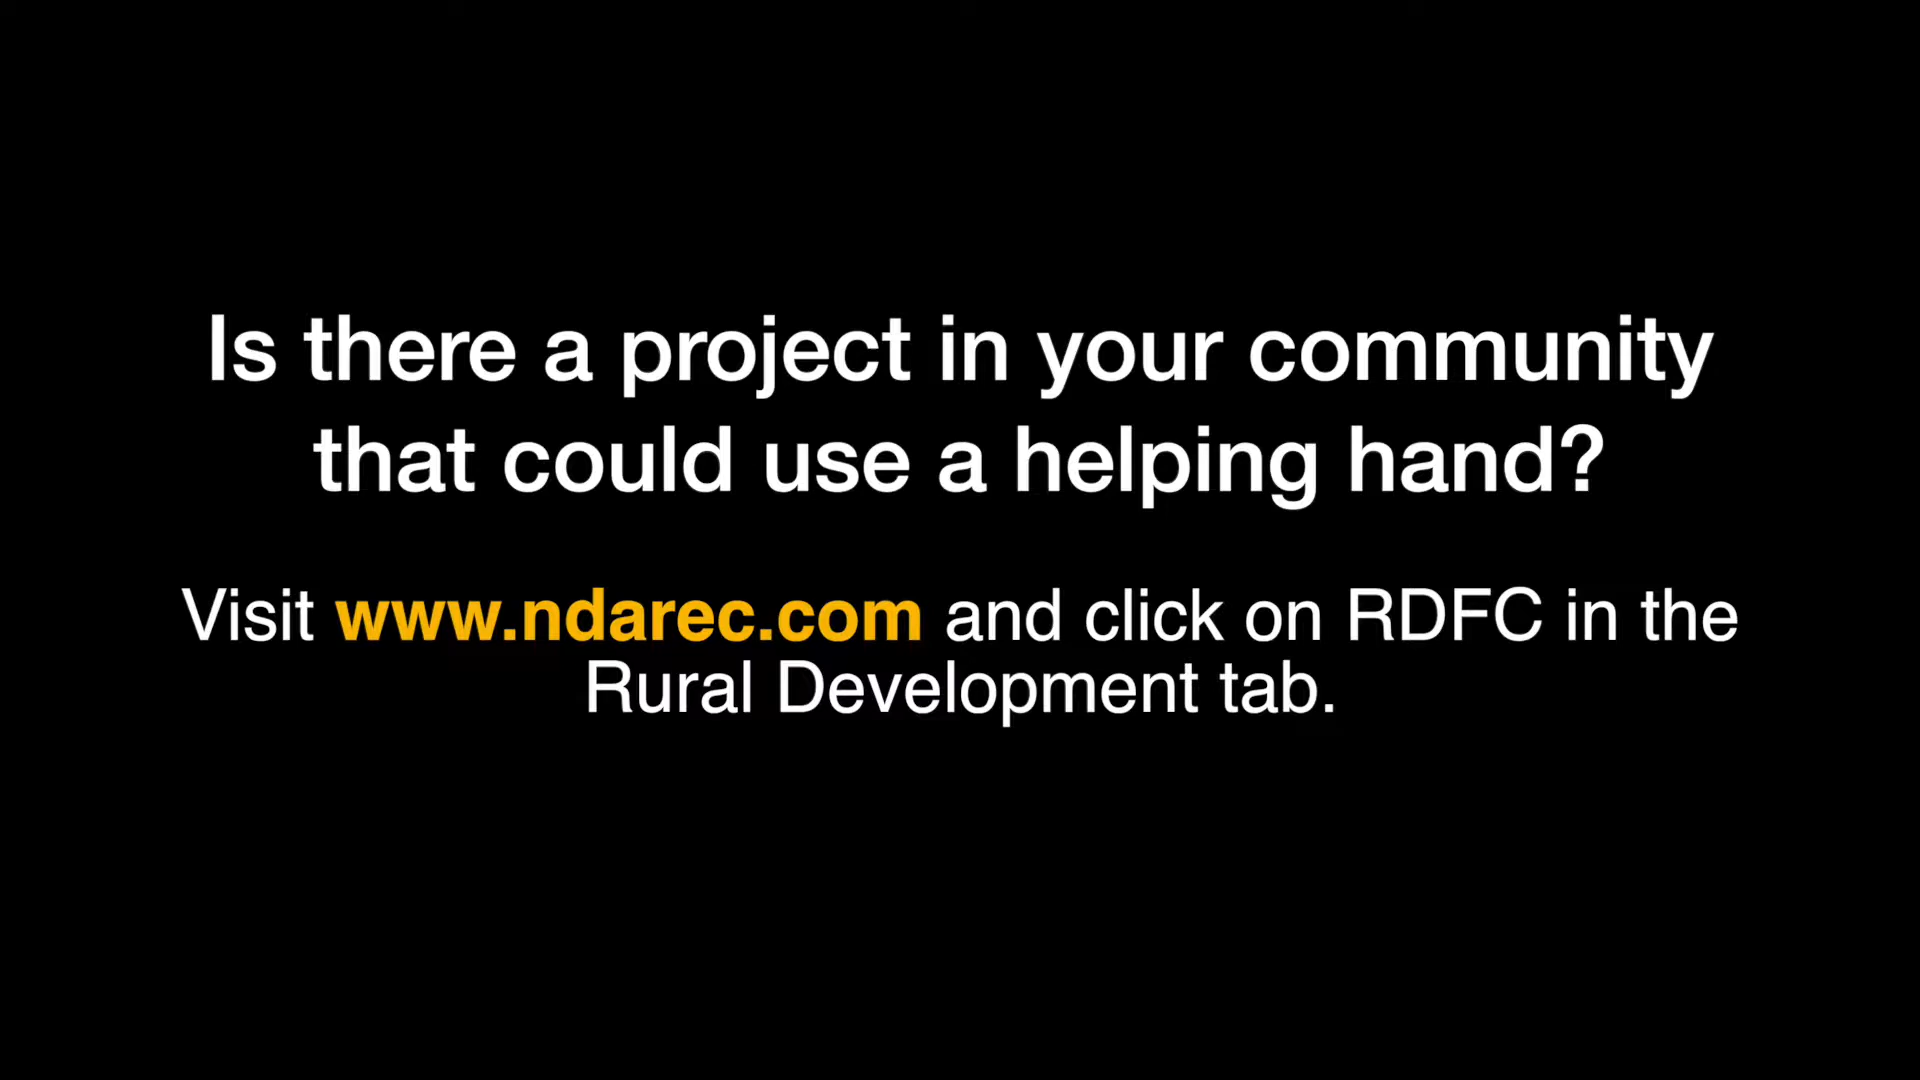 Is there a project in your community
that could use a helping hand?
Visit www.ndarec.com and click on RDFC in the
Rural Development tab.